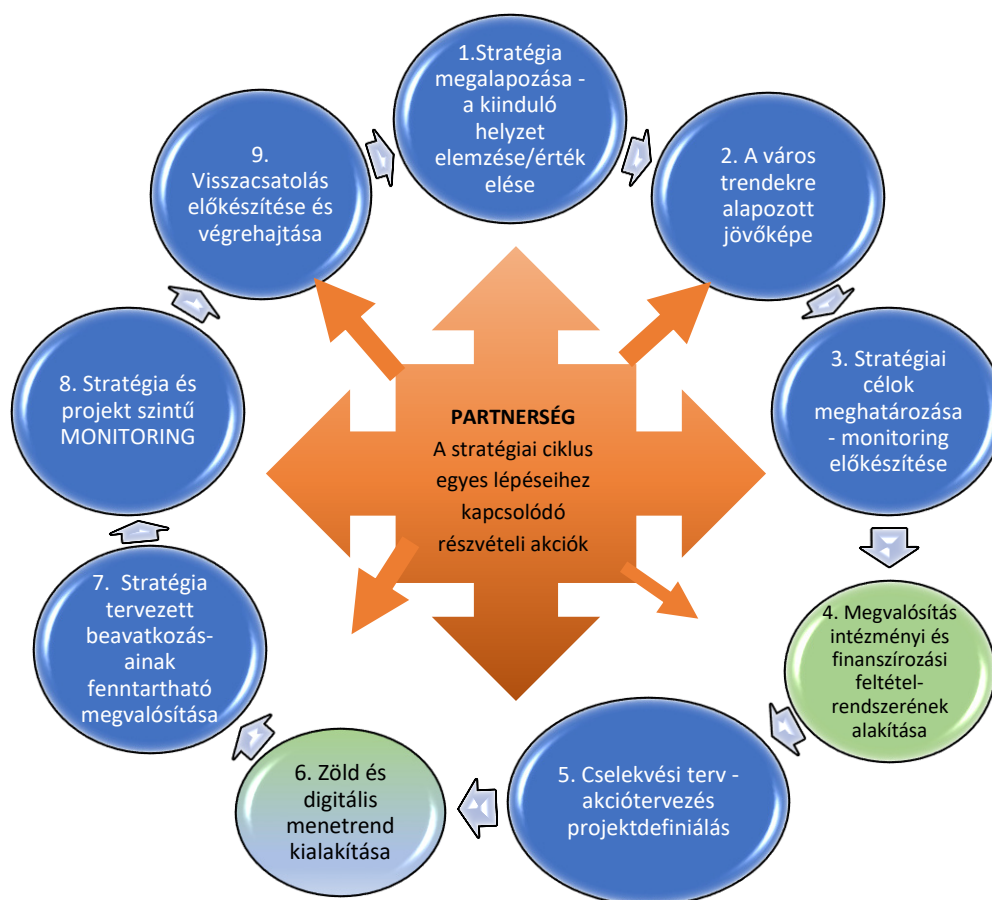 1.Stratégia
megalapozása -
a kiinduló
helyzet
elemzése/érték
elése
2. A város
trendekre
alapozott
jövőképe
3. Stratégiai
célok
meghatározása
- monitoring
előkészítése
4. Megvalósítás
intézményi és
finanszírozási
feltétel-
rendszerének
alakítása
5. Cselekvési terv -
akciótervezés
projektdefiniálás
6. Zöld és
digitális
menetrend
kialakítása
7. Stratégia
tervezett
beavatkozás-
ainak
fenntartható
megvalósítása
8. Stratégia és
projekt szintű
MONITORING
9.
Visszacsatolás
előkészítése és
végrehajtása
PARTNERSÉG
A stratégiai ciklus
egyes lépéseihez
kapcsolódó
részvételi akciók